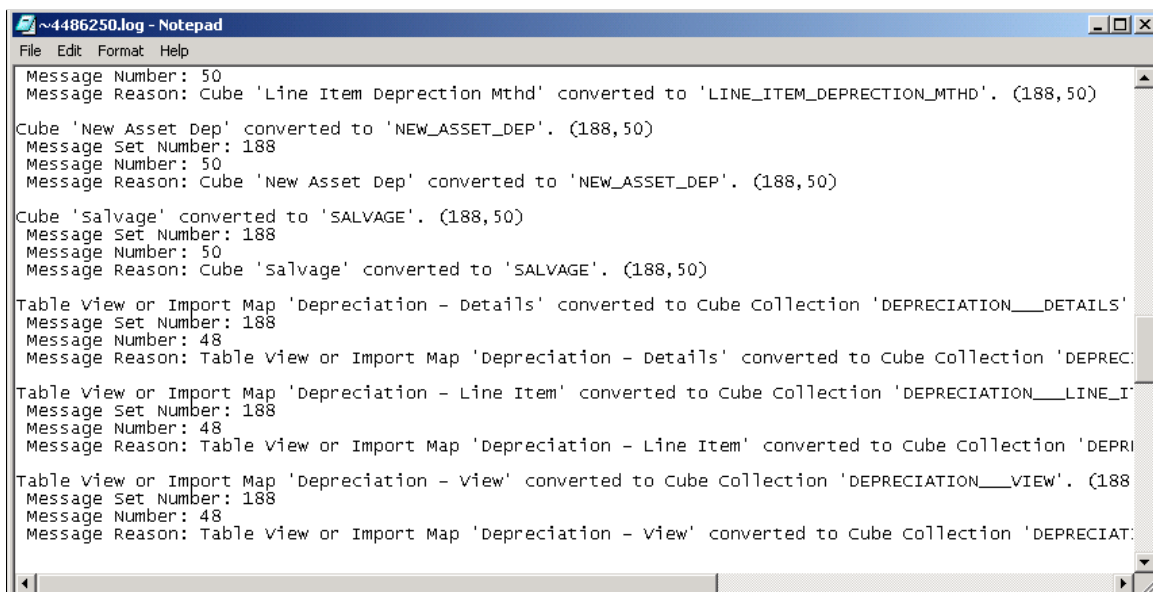 ~4486250.log - Notepad
File Edit Format Help
Message Number: 50
Message Reason: Cube 'Line Item Deprection Mthd' converted to 'LINE_ITEM_DEPRECTION_MTHD'. (188,50)
Cube 'New Asset Dep' converted to 'NEW_ASSET_DEP'. (188,50)
Message Set Number: 188
Message Number: 50
Message Reason: Cube 'New Asset Dep' converted to 'NEW_ASSET_DEP'. (188,50)
Cube 'Salvage' converted to 'SALVAGE'. (188,50)
Message Set Number: 188
Message Number: 50
Message Reason: Cube 'Salvage' converted to 'SALVAGE'. (188,50)
Table View or Import Map 'Depreciation - Details' converted to Cube Collection 'DEPRECIATION___DETAILS'
Message Set Number: 188
Message Number: 48
Message Reason: Table View or Import Map 'Depreciation - Details' converted to Cube Collection 'DEPREC
Table View or Import Map 'Depreciation - Line Item' converted to Cube Collection 'DEPRECIATION___LINE_I
Message Set Number: 188
Message Number: 48
Message Reason: Table View or Import Map 'Depreciation - Line Item' converted to Cube Collection 'DEPR
Table View or Import Map 'Depreciation - View' converted to Cube Collection 'DEPRECIATION___VIEW'. (188
Message Set Number: 188
Message Number: 48
Message Reason: Table View or Import Map 'Depreciation - View' converted to Cube Collection 'DEPRECIAT